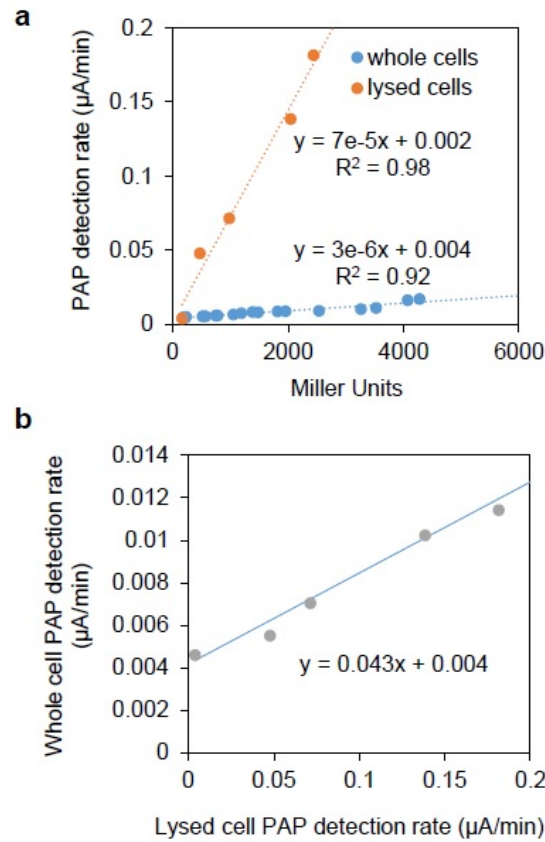 a
0.2
0.15
0.1
0.05
0
PAP detection rate (µA/min)
whole cells
lysed cells
y = 7e-5x + 0.002
R² = 0.98
y = 3e-6x + 0.004
R² = 0.92
0 2000 4000 6000
Miller Units
b
0.014
0.012
0.01
0.008
0.006
0.004
0.002
0
Whole cell PAP detection rate
(µA/min)
y = 0.043x + 0.004
0 0.05 0.1 0.15 0.2
Lysed cell PAP detection rate (µA/min)